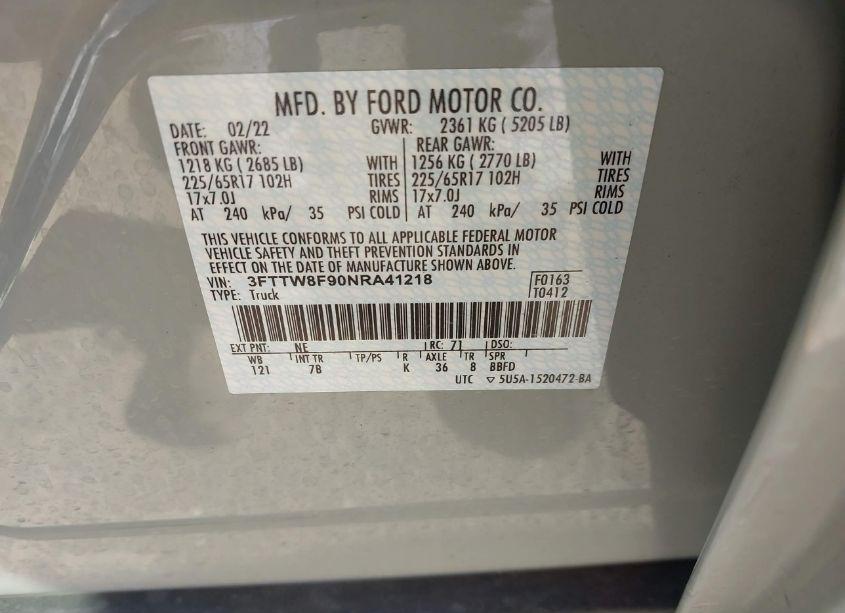 MFD. BY FORD MOTOR CO.
DATE: 02/22 GVWR: 2361 KG ( 5205 LB)
FRONT GAWR: REAR GAWR:
1218 KG ( 2685 LB) WITH 1256 KG ( 2770 LB) WITH
225/65R17 102H TIRES 225/65R17 102H TIRES
17x7.0J RIMS 17x7.0J RIMS
AT 240 kPa/ 35 PSI COLD AT 240 kPa/ 35 PSI COLD
THIS VEHICLE CONFORMS TO ALL APPLICABLE FEDERAL MOTOR
VEHICLE SAFETY AND THEFT PREVENTION STANDARDS IN
EFFECT ON THE DATE OF MANUFACTURE SHOWN ABOVE.
VIN: 3FTTW8F90NRA41218 F0163
TYPE: Truck T0412
EXT PNT: NE RC: 71 DSO:
WB INT TR TP/PS R AXLE TR SPR
121 7B K 36 8 BBFD
UTC ▽ 5U5A-1520472-BA